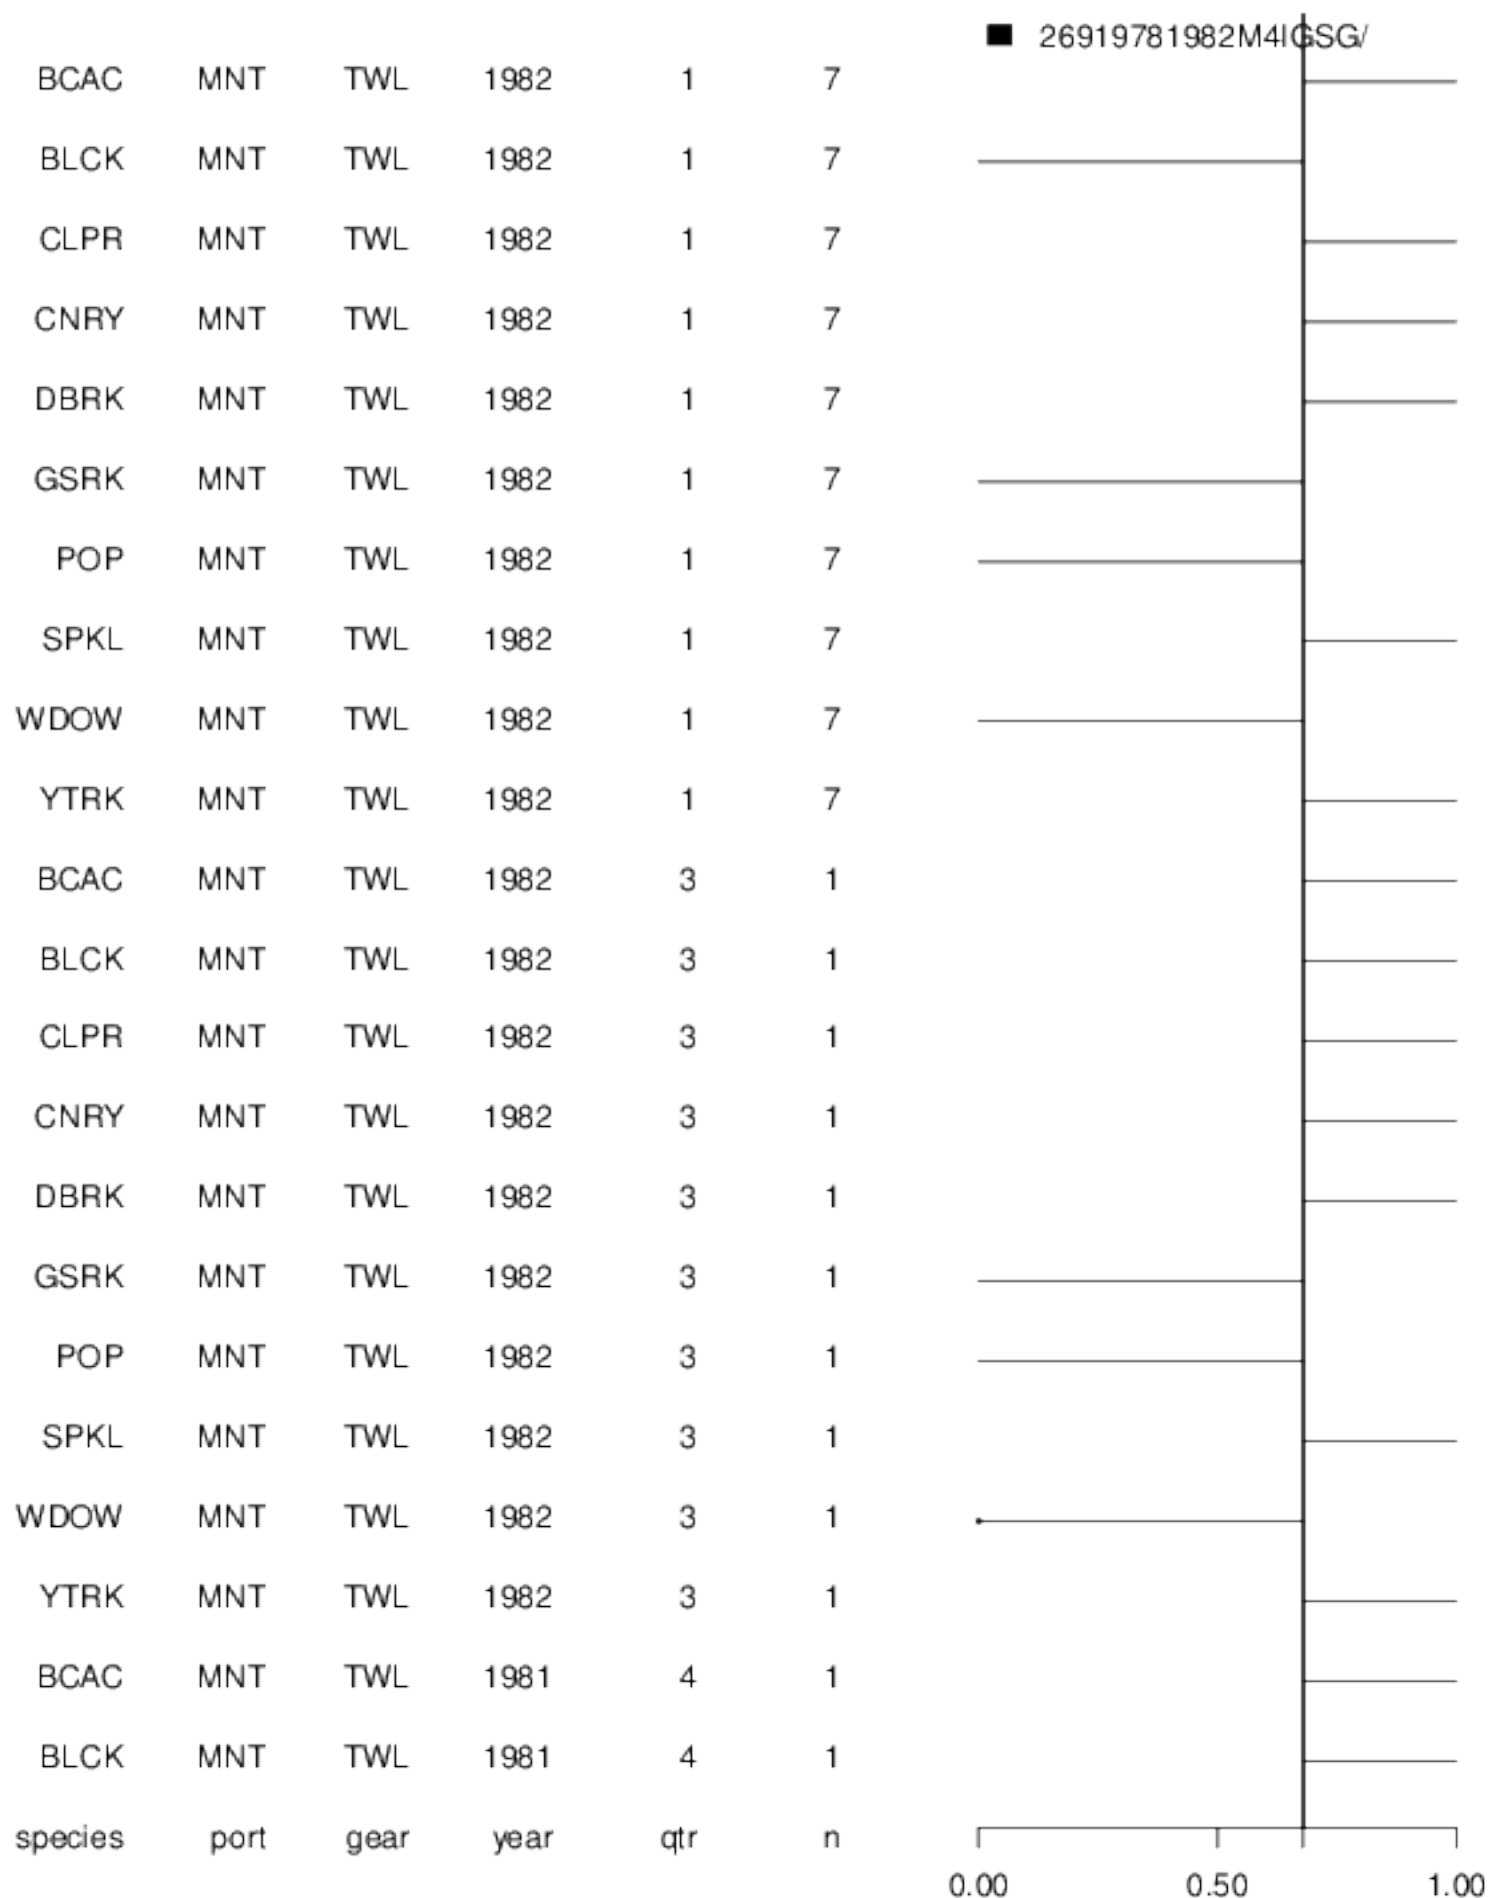 26919781982M4IGSG/
BCAC MNT TWL 1982 1 7
BLCK MNT TWL 1982 1 7
CLPR MNT TWL 1982 1 7
CNRY MNT TWL 1982 1 7
DBRK MNT TWL 1982 1 7
GSRK MNT TWL 1982 1 7
POP MNT TWL 1982 1 7
SPKL MNT TWL 1982 1 7
WDOW MNT TWL 1982 1 7
YTRK MNT TWL 1982 1 7
BCAC MNT TWL 1982 3 1
BLCK MNT TWL 1982 3 1
CLPR MNT TWL 1982 3 1
CNRY MNT TWL 1982 3 1
DBRK MNT TWL 1982 3 1
GSRK MNT TWL 1982 3 1
POP MNT TWL 1982 3 1
SPKL MNT TWL 1982 3 1
WDOW MNT TWL 1982 3 1
YTRK MNT TWL 1982 3 1
BCAC MNT TWL 1981 4 1
BLCK MNT TWL 1981 4 1
species port gear year qtr n
0.00 0.50 1.00